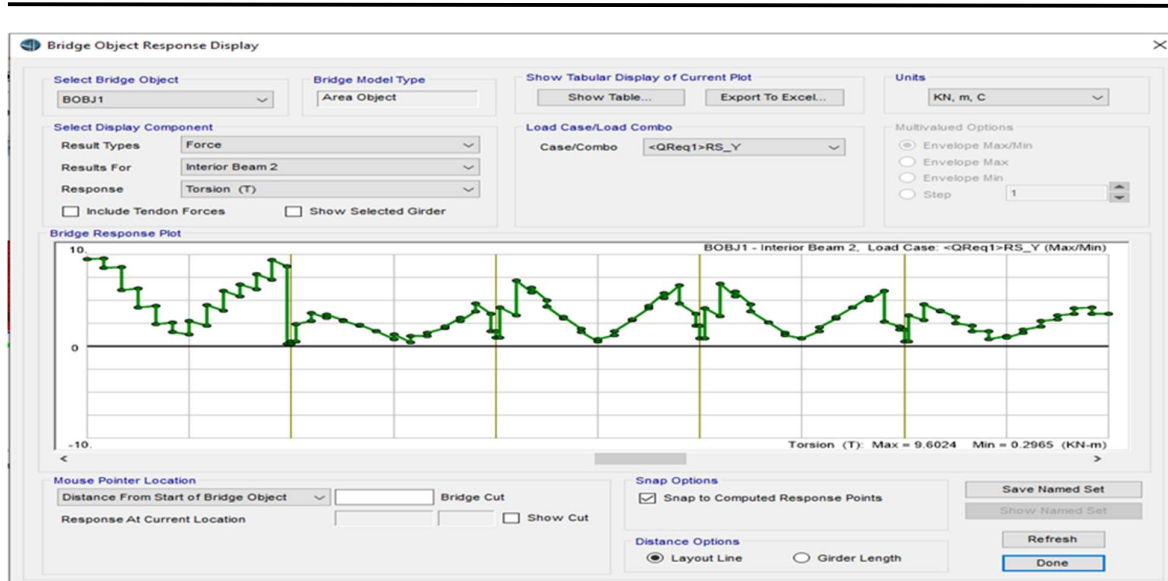 Bridge Object Response Display
Select Bridge Object
BOBJ1
Bridge Model Type
Area Object
Show Tabular Display of Current Plot
Show Table...
Export To Excel...
Units
KN, m, C
Select Display Component
Result Types
Force
Results For
Interior Beam 2
Response
Torsion (T)
Include Tendon Forces
Show Selected Girder
Load Case/Load Combo
Case/Combo
<QReq1>RS_Y
Multivalued Options
Envelope Max/Min
Envelope Max
Envelope Min
Step
1
Bridge Response Plot
10.
BOBJ1 - Interior Beam 2, Load Case: <QReq1>RS_Y (Max/Min)
0
-10.
Torsion (T): Max = 9.6024 Min = 0.2965 (KN-m)
Mouse Pointer Location
Distance From Start of Bridge Object
Bridge Cut
Response At Current Location
Show Cut
Snap Options
Snap to Computed Response Points
Distance Options
Layout Line
Girder Length
Save Named Set
Show Named Set
Refresh
Done